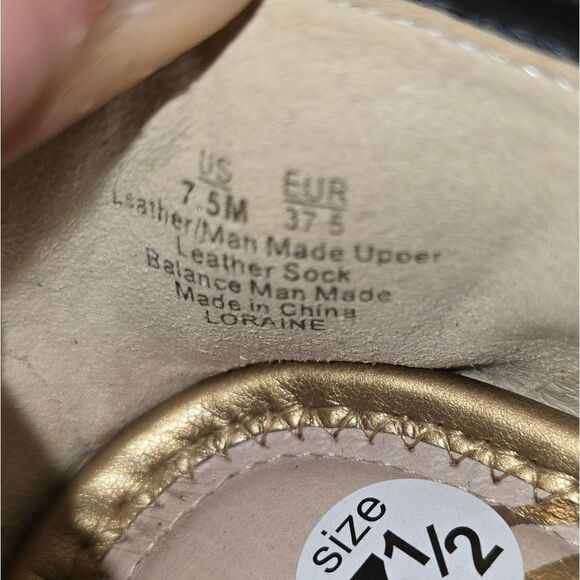 US EUR
7.5M 37.5
Leather/Man Made Upper
Leather Sock
Balance Man Made
Made in China
LORAINE
size
7 1/2